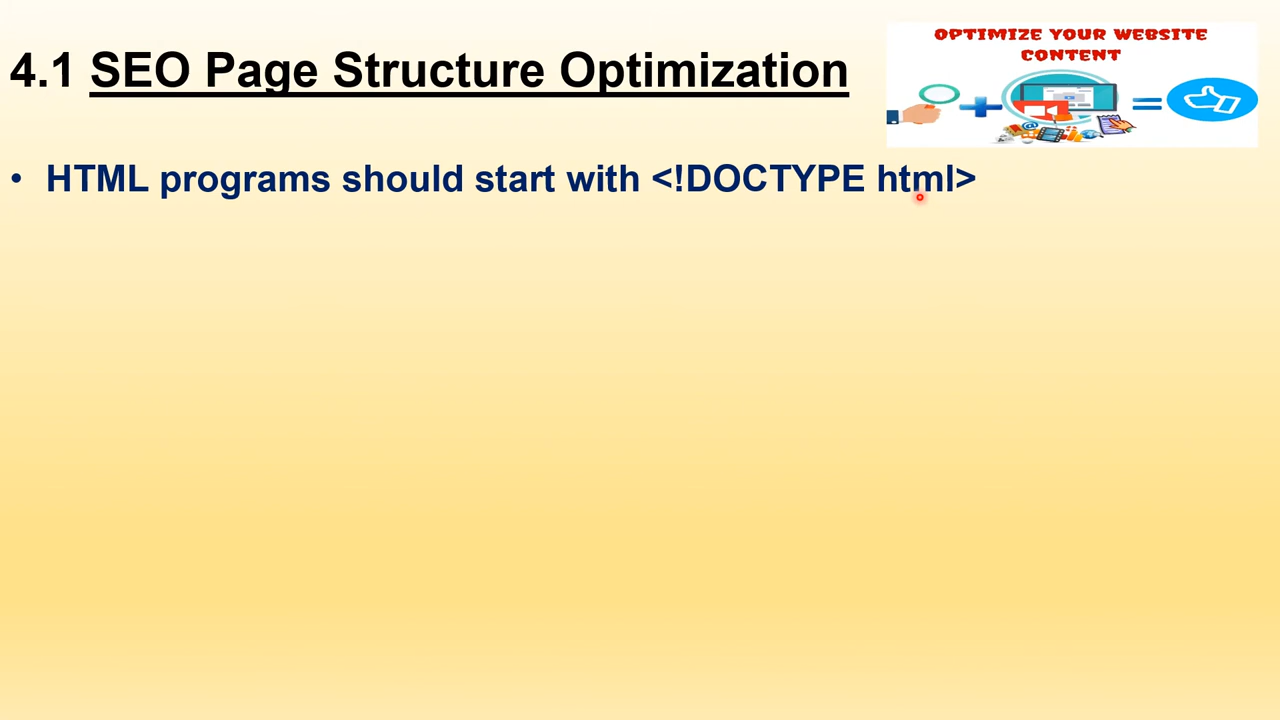 4.1 SEO Page Structure Optimization
OPTIMIZE YOUR WEBSITE
CONTENT
• HTML programs should start with <!DOCTYPE html>